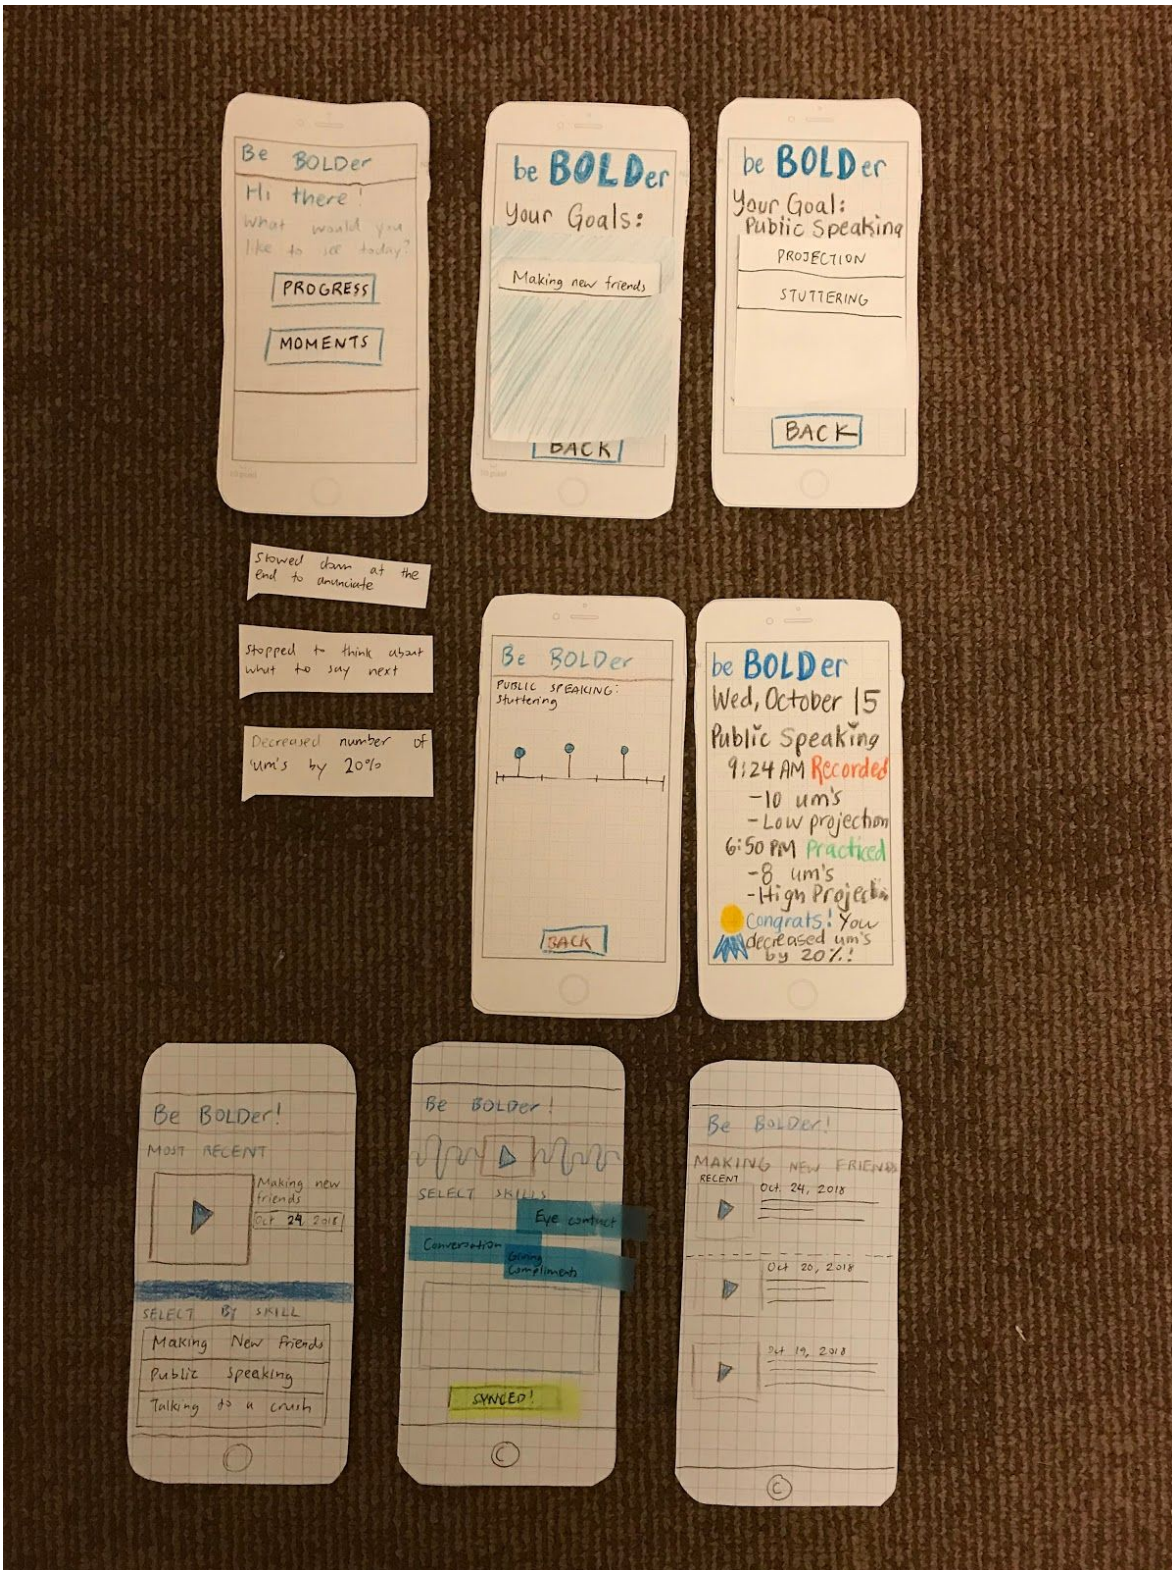 Be BOLDer
Hi there!
What would you
like to see today?
PROGRESS
MOMENTS
be BOLDer
Your Goals:
Making new friends
BACK
be BOLDer
Your Goal:
Public Speaking
PROJECTION
STUTTERING
BACK
Slowed down at the
end to anunciate
Stopped to think about
what to say next
Decreased number of
'um's by 20%
Be BOLDer
PUBLIC SPEAKING:
Stuttering
BACK
be BOLDer
Wed, October 15
Public Speaking
9:24 AM Recorded
-10 um's
-Low projection
6:50 PM Practiced
-8 um's
-High Projection
Congrats! You
decreased um's
by 20%!
Be BOLDer!
MOST RECENT
Making new
friends
Oct 24, 2018
SELECT BY SKILL
Making New Friends
Public Speaking
Talking to a crush
Be BOLDer!
SELECT SKILLS
Eye contact
Conversation
Giving
Compliments
SYNCED!
C
Be BOLDer!
MAKING NEW FRIENDS
RECENT
Oct. 24, 2018
Oct 20, 2018
Oct 19, 2018
C